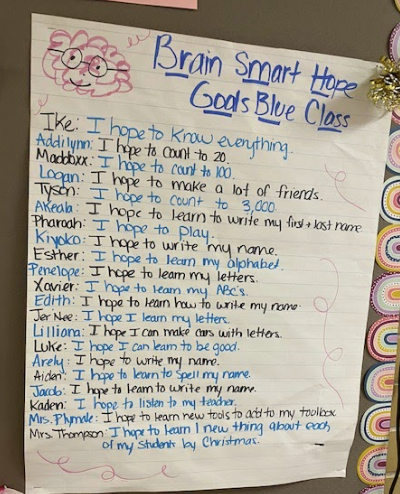 Brain Smart Hope
Goals Blue Class
Ike: I hope to know everything.
Addilynn: I hope to count to 20.
Maddoxx: I hope to count to 100.
Logan: I hope to make a lot of friends.
Tyson: I hope to count to 3,000.
Akeala: I hope to learn to write my first + last name
Pharoah: I hope to play.
Kiyoko: I hope to write my name.
Esther: I hope to learn my alphabet.
Penelope: I hope to learn my letters.
Xavier: I hope to learn my ABC's.
Edith: I hope to learn how to write my name.
Jer Nee: I hope I learn my letters.
Lilliana: I hope I can make cars with letters.
Luke: I hope I can learn to be good.
Arely: I hope to write my name.
Aiden: I hope to learn to spell my name.
Jacob: I hope to learn to write my name.
Kaden: I hope to listen to my teacher.
Mrs. Plymale: I hope to learn new tools to add to my toolbox
Mrs. Thompson: I hope to learn 1 new thing about each
of my students by Christmas.